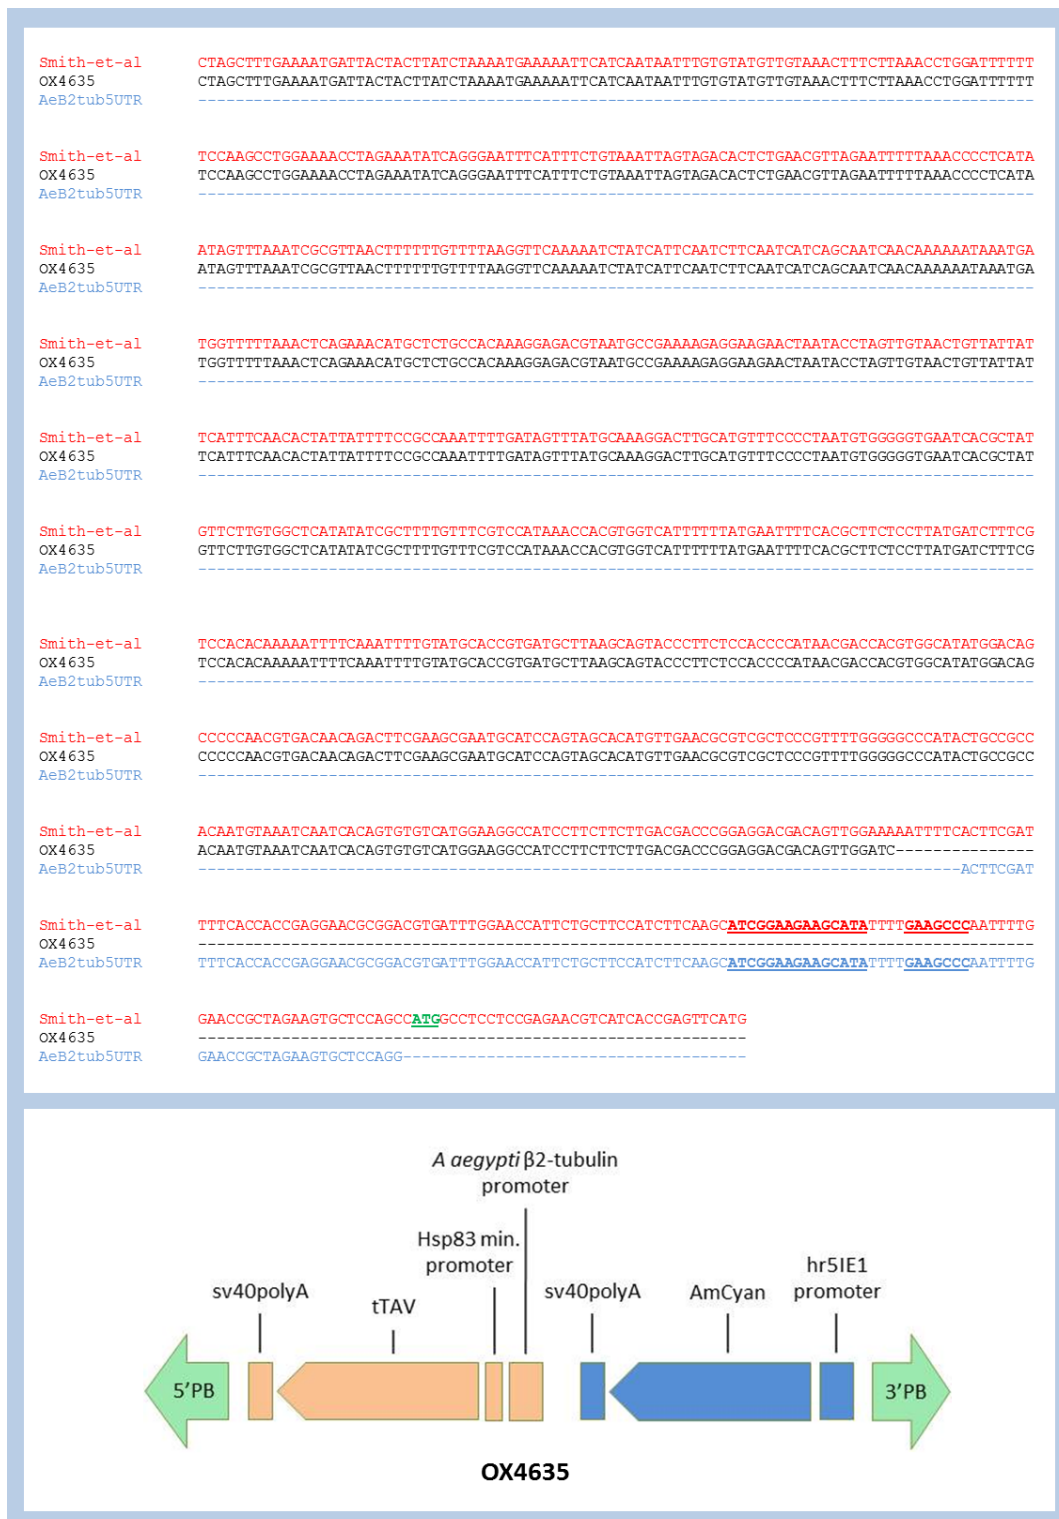 Smith-et-al CTAGCTTTGAAAATGATTACTACTTATCTAAAATGAAAAATTCATCAATAATTTGTGTATGTTGTAAACTTTCTTAAACCTGGATTTTTT
OX4635 CTAGCTTTGAAAATGATTACTACTTATCTAAAATGAAAAATTCATCAATAATTTGTGTATGTTGTAAACTTTCTTAAACCTGGATTTTTT
AeB2tub5UTR ------------------------------------------------------------------------------------------
Smith-et-al TCCAAGCCTGGAAAACCTAGAAATATCAGGGAATTTCATTTCTGTAAATTAGTAGACACTCTGAACGTTAGAATTTTTAAACCCCTCATA
OX4635 TCCAAGCCTGGAAAACCTAGAAATATCAGGGAATTTCATTTCTGTAAATTAGTAGACACTCTGAACGTTAGAATTTTTAAACCCCTCATA
AeB2tub5UTR ------------------------------------------------------------------------------------------
Smith-et-al ATAGTTTAAATCGCGTTAACTTTTTTGTTTTAAGGTTCAAAAATCTATCATTCAATCTTCAATCATCAGCAATCAACAAAAAATAAATGA
OX4635 ATAGTTTAAATCGCGTTAACTTTTTTGTTTTAAGGTTCAAAAATCTATCATTCAATCTTCAATCATCAGCAATCAACAAAAAATAAATGA
AeB2tub5UTR ------------------------------------------------------------------------------------------
Smith-et-al TGGTTTTTAAACTCAGAAACATGCTCTGCCACAAAGGAGACGTAATGCCGAAAAGAGGAAGAACTAATACCTAGTTGTAACTGTTATTAT
OX4635 TGGTTTTTAAACTCAGAAACATGCTCTGCCACAAAGGAGACGTAATGCCGAAAAGAGGAAGAACTAATACCTAGTTGTAACTGTTATTAT
AeB2tub5UTR ------------------------------------------------------------------------------------------
Smith-et-al TCATTTCAACACTATTATTTTCCGCCAAATTTTGATAGTTTATGCAAAGGACTTGCATGTTTCCCCTAATGTGGGGGTGAATCACGCTAT
OX4635 TCATTTCAACACTATTATTTTCCGCCAAATTTTGATAGTTTATGCAAAGGACTTGCATGTTTCCCCTAATGTGGGGGTGAATCACGCTAT
AeB2tub5UTR ------------------------------------------------------------------------------------------
Smith-et-al GTTCTTGTGGCTCATATATCGCTTTTGTTTCGTCCATAAACCACGTGGTCATTTTTTATGAATTTTCACGCTTCTCCTTATGATCTTTCG
OX4635 GTTCTTGTGGCTCATATATCGCTTTTGTTTCGTCCATAAACCACGTGGTCATTTTTTATGAATTTTCACGCTTCTCCTTATGATCTTTCG
AeB2tub5UTR ------------------------------------------------------------------------------------------
Smith-et-al TCCACACAAAAATTTTCAAATTTTGTATGCACCGTGATGCTTAAGCAGTACCCTTCTCCACCCCATAACGACCACGTGGCATATGGACAG
OX4635 TCCACACAAAAATTTTCAAATTTTGTATGCACCGTGATGCTTAAGCAGTACCCTTCTCCACCCCATAACGACCACGTGGCATATGGACAG
AeB2tub5UTR ------------------------------------------------------------------------------------------
Smith-et-al CCCCCAACGTGACAACAGACTTCGAAGCGAATGCATCCAGTAGCACATGTTGAACGCGTCGCTCCCGTTTTGGGGGCCCATACTGCCGCC
OX4635 CCCCCAACGTGACAACAGACTTCGAAGCGAATGCATCCAGTAGCACATGTTGAACGCGTCGCTCCCGTTTTGGGGGCCCATACTGCCGCC
AeB2tub5UTR ------------------------------------------------------------------------------------------
Smith-et-al ACAATGTAAATCAATCACAGTGTGTCATGGAAGGCCATCCTTCTTCTTGACGACCCGGAGGACGACAGTTGGAAAAATTTTCACTTCGAT
OX4635 ACAATGTAAATCAATCACAGTGTGTCATGGAAGGCCATCCTTCTTCTTGACGACCCGGAGGACGACAGTTGGATC---------------
AeB2tub5UTR ----------------------------------------------------------------------------------ACTTCGAT
Smith-et-al TTTCACCACCGAGGAACGCGGACGTGATTTGGAACCATTCTGCTTCCATCTTCAAGCATCGGAAGAAGCATATTTTGAAGCCCAATTTTG
OX4635 ------------------------------------------------------------------------------------------
AeB2tub5UTR TTTCACCACCGAGGAACGCGGACGTGATTTGGAACCATTCTGCTTCCATCTTCAAGCATCGGAAGAAGCATATTTTGAAGCCCAATTTTG
Smith-et-al GAACCGCTAGAAGTGCTCCAGCCATGGCCTCCTCCGAGAACGTCATCACCGAGTTCATG
OX4635 -----------------------------------------------------------
AeB2tub5UTR GAACCGCTAGAAGTGCTCCAGG-------------------------------------
A aegypti β2-tubulin
promoter
Hsp83 min.
promoter
hr5IE1
promoter
sv40polyA
tTAV
sv40polyA
AmCyan
5'PB
3'PB
OX4635